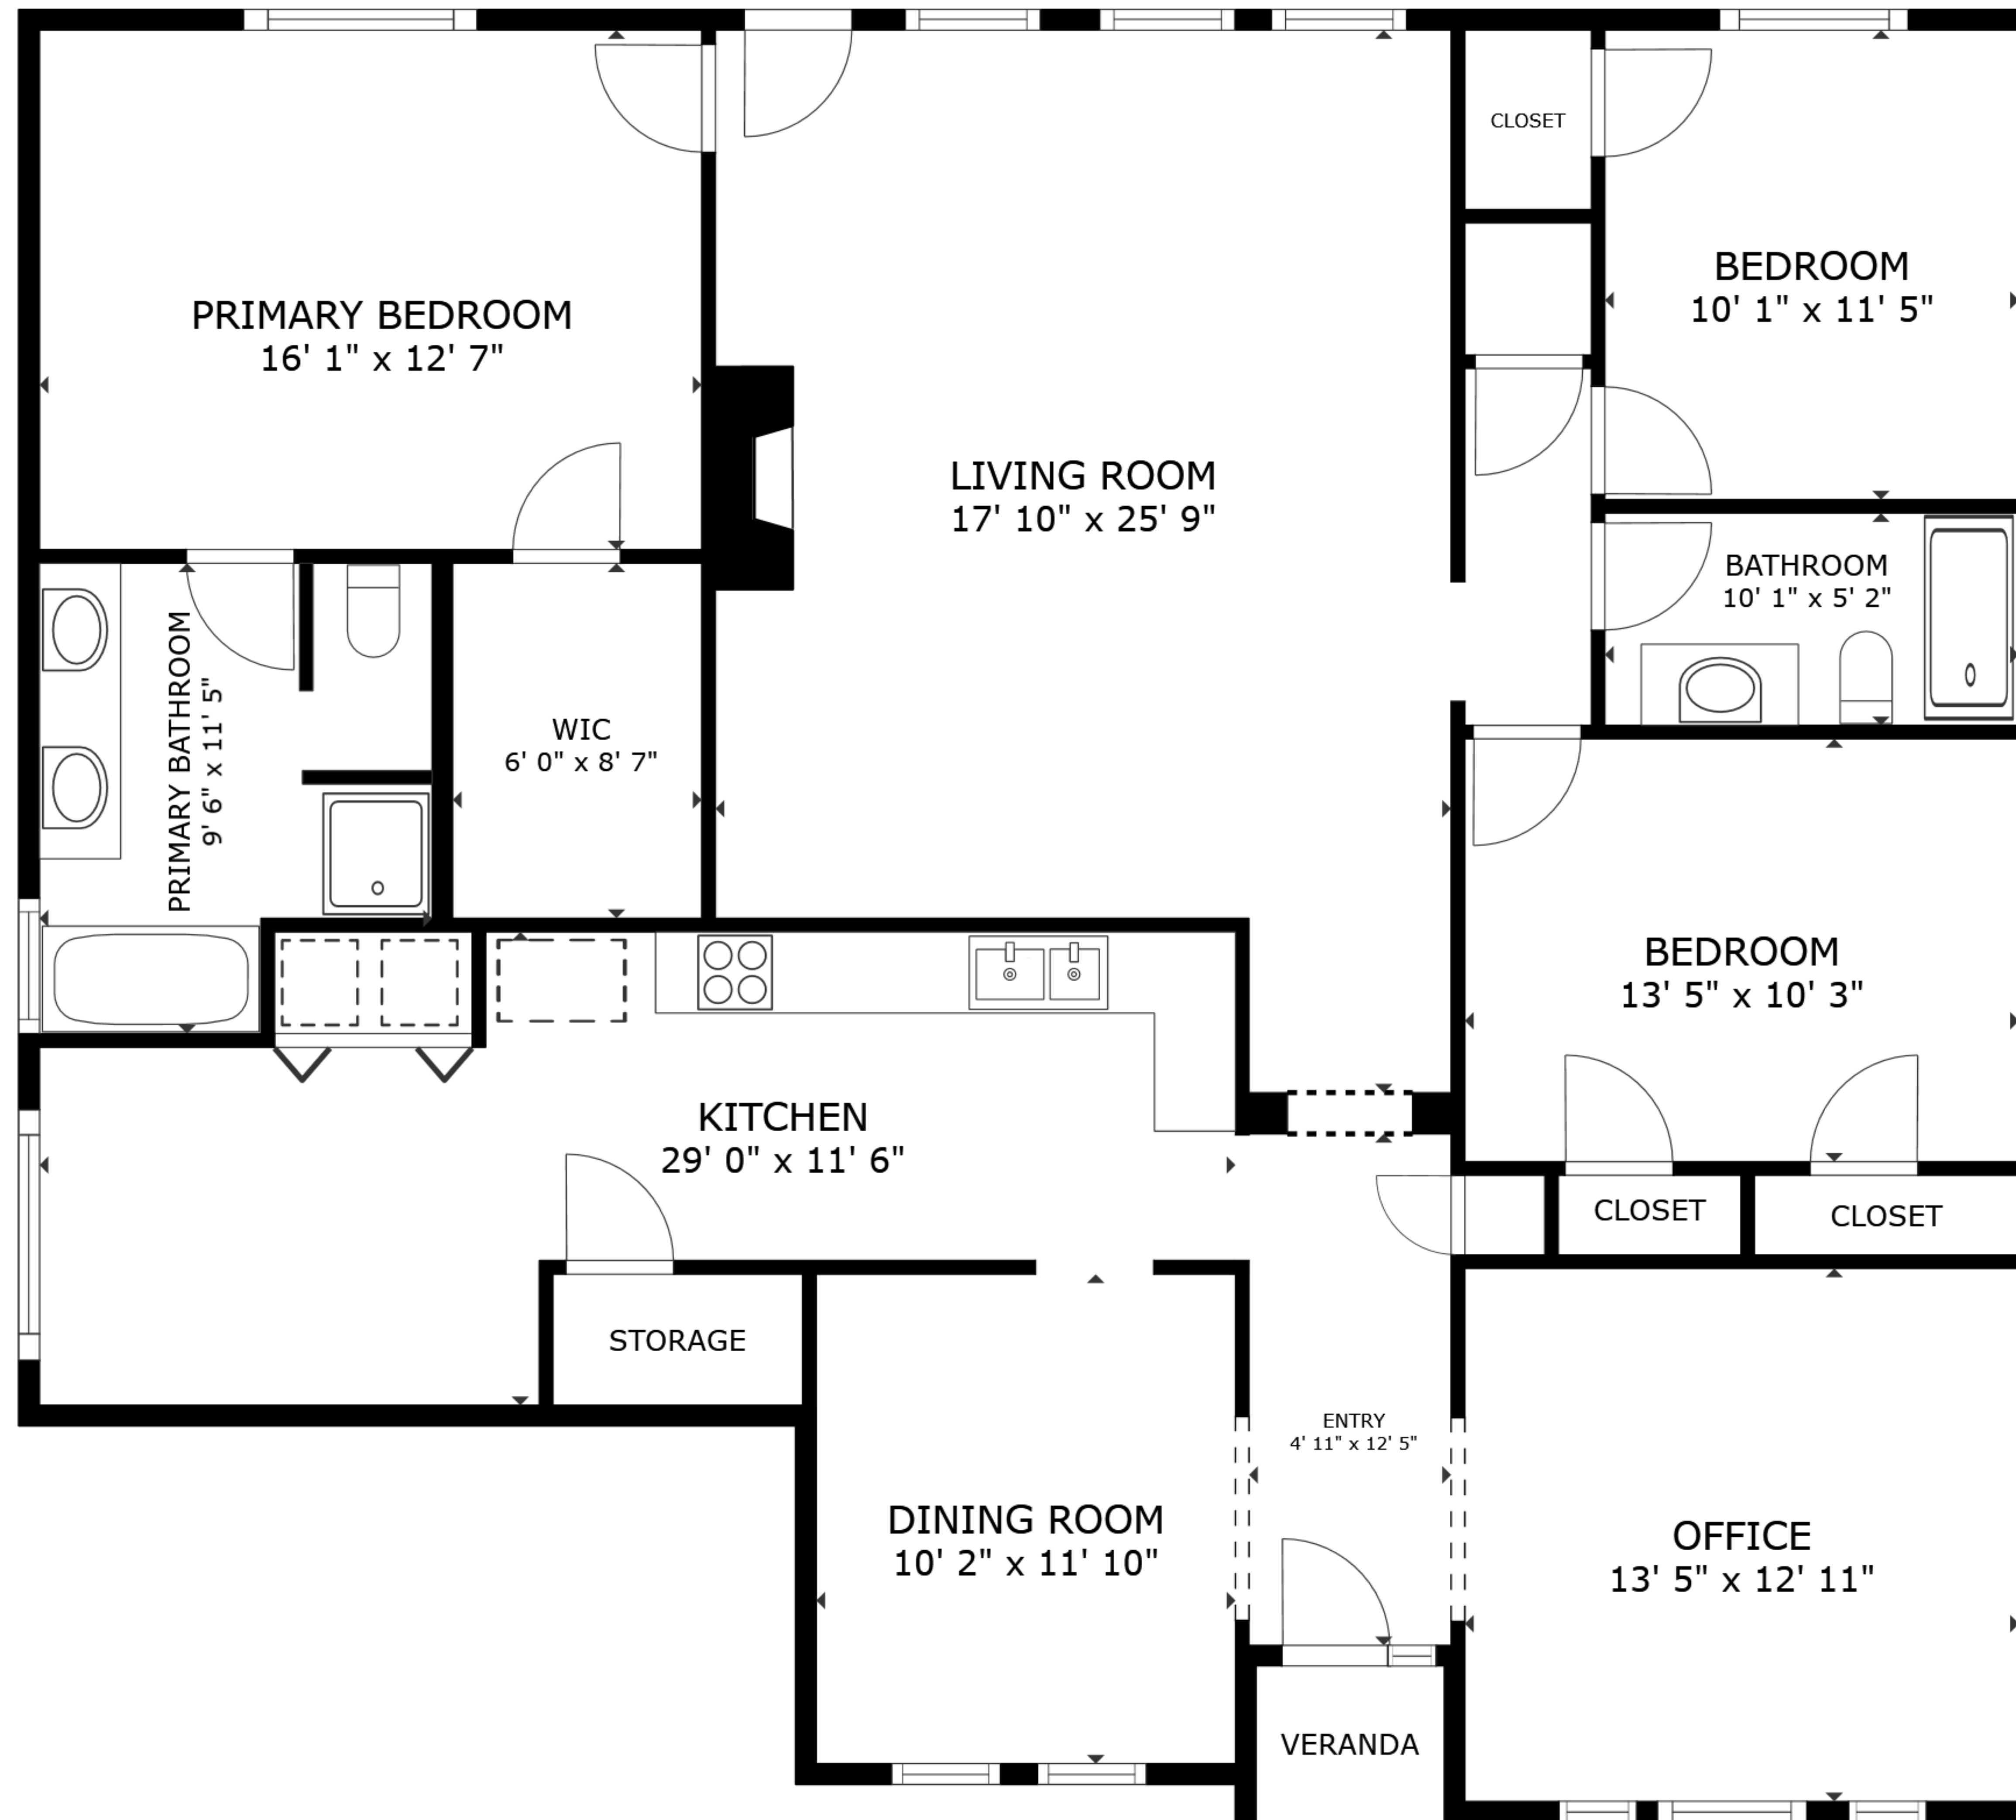 CLOSET
BEDROOM
10' 1" x 11' 5"
PRIMARY BEDROOM
16' 1" x 12' 7"
LIVING ROOM
17' 10" x 25' 9"
BATHROOM
10' 1" x 5' 2"
PRIMARY BATHROOM
9' 6" x 11' 5"
WIC
6' 0" x 8' 7"
BEDROOM
13' 5" x 10' 3"
KITCHEN
29' 0" x 11' 6"
CLOSET
CLOSET
STORAGE
ENTRY
4' 11" x 12' 5"
DINING ROOM
10' 2" x 11' 10"
OFFICE
13' 5" x 12' 11"
VERANDA